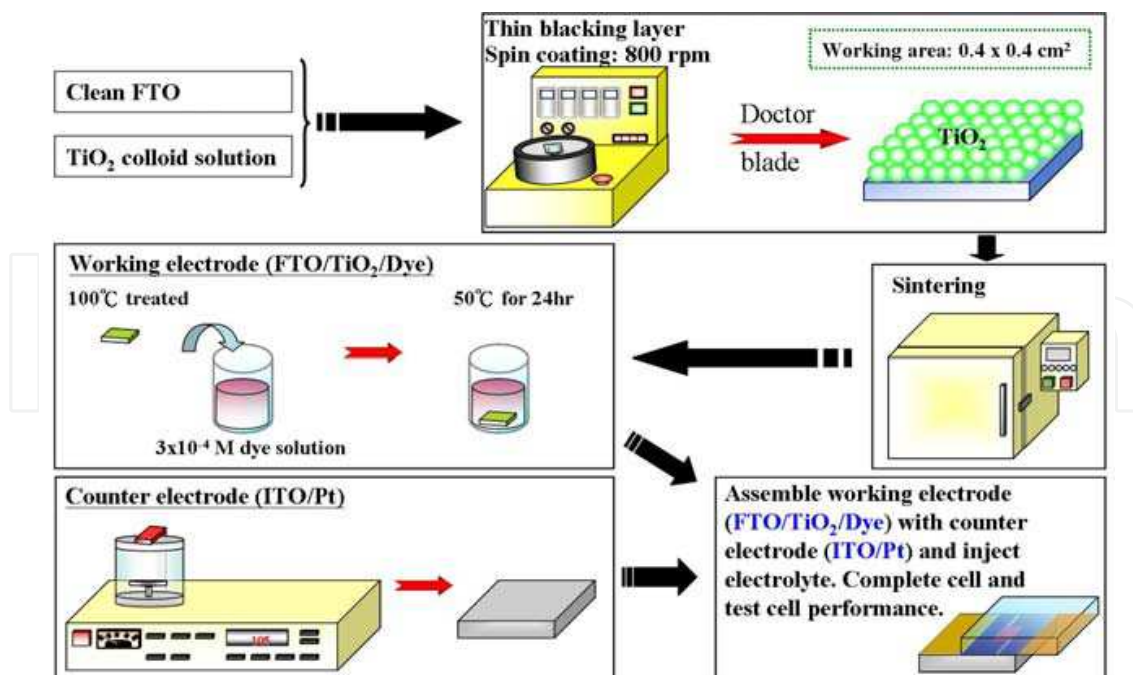 Clean FTO
TiO₂ colloid solution
Thin blacking layer
Spin coating: 800 rpm
Working area: 0.4 x 0.4 cm²
Doctor
blade
TiO₂
Sintering
Working electrode (FTO/TiO₂/Dye)
100℃ treated
50℃ for 24hr
3x10⁻⁴ M dye solution
Counter electrode (ITO/Pt)
105
Assemble working electrode
(FTO/TiO₂/Dye) with counter
electrode (ITO/Pt) and inject
electrolyte. Complete cell and
test cell performance.